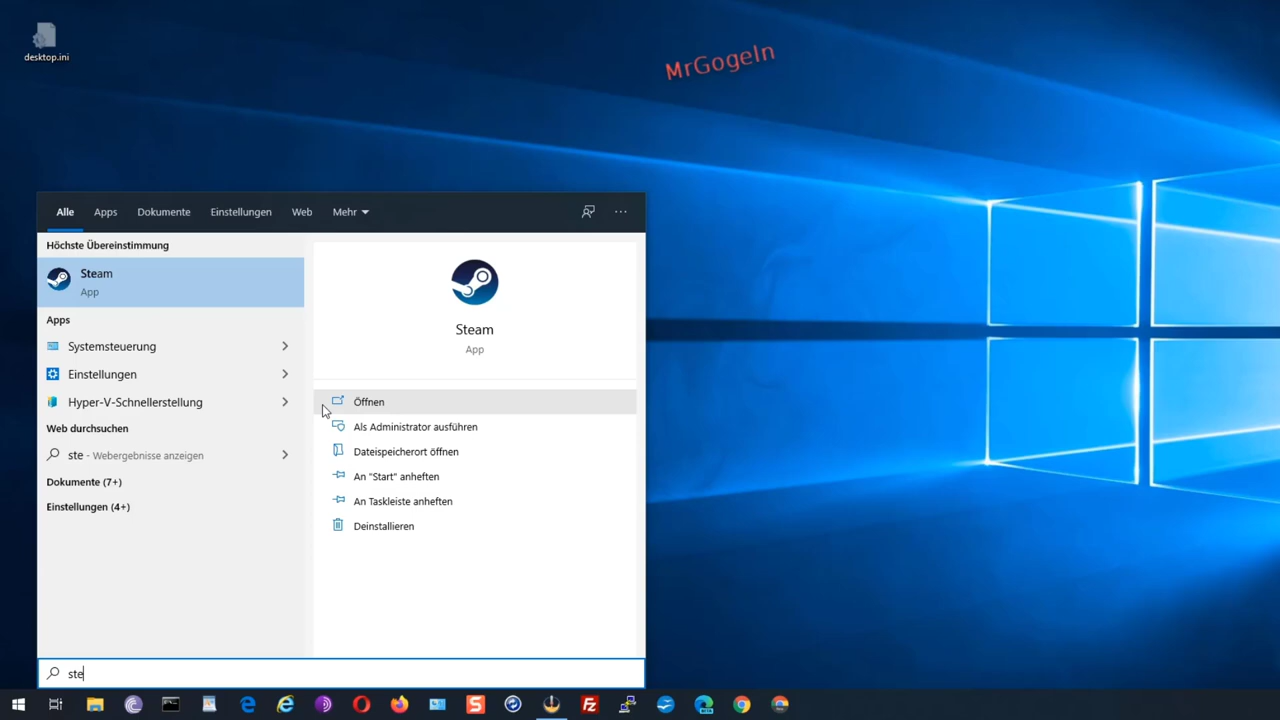 desktop.ini
MrGogeln
Alle Apps Dokumente Einstellungen Web Mehr
Höchste Übereinstimmung
Steam
App
Apps
Systemsteuerung
Einstellungen
Hyper-V-Schnellerstellung
Web durchsuchen
ste - Webergebnisse anzeigen
Dokumente (7+)
Einstellungen (4+)
Steam
App
Öffnen
Als Administrator ausführen
Dateispeicherort öffnen
An "Start" anheften
An Taskleiste anheften
Deinstallieren
ste